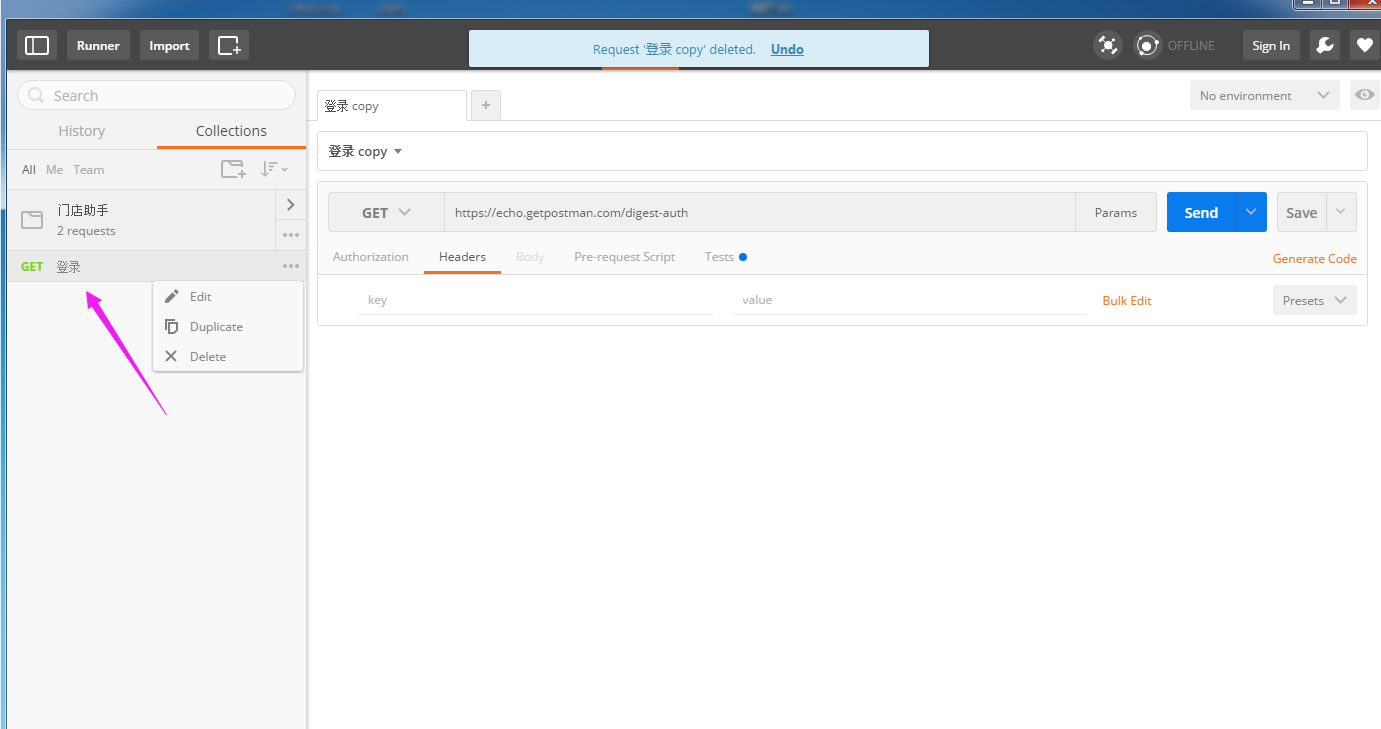 Runner
Import
Request '登录 copy' deleted. Undo
OFFLINE
Sign In
Search
History
Collections
All Me Team
门店助手
2 requests
GET 登录
Edit
Duplicate
Delete
登录 copy
+
No environment
登录 copy
GET
https://echo.getpostman.com/digest-auth
Params
Send
Save
Authorization
Headers
Body
Pre-request Script
Tests
Generate Code
key
value
Bulk Edit
Presets